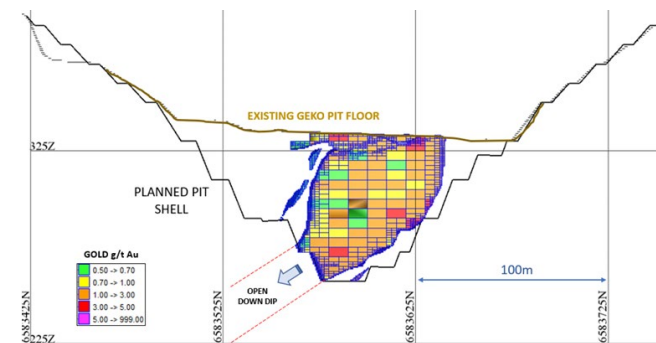 EXISTING GEKO PIT FLOOR
325Z
PLANNED PIT
SHELL
GOLD g/t Au
0.50 -> 0.70
0.70 -> 1.00
1.00 -> 3.00
3.00 -> 5.00
5.00 -> 999.00
OPEN
DOWN DIP
100m
6583425N
6583525N
6583625N
6583725N
225Z